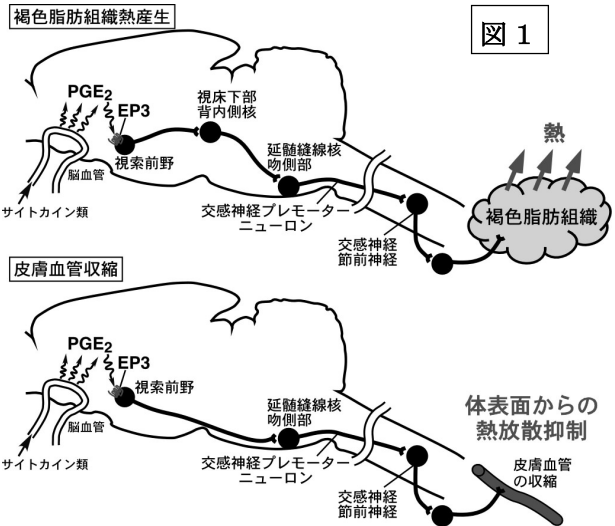 褐色脂肪組織熱産生
図1
PGE2
EP3
視床下部
背内側核
熱
視索前野
脳血管
延髄縫線核
吻側部
サイトカイン類
交感神経プレモーター
ニューロン
褐色脂肪組織
交感神経
節前神経
皮膚血管収縮
PGE2
EP3
視索前野
脳血管
延髄縫線核
吻側部
体表面からの
熱放散抑制
サイトカイン類
交感神経プレモーター
ニューロン
皮膚血管
の収縮
交感神経
節前神経